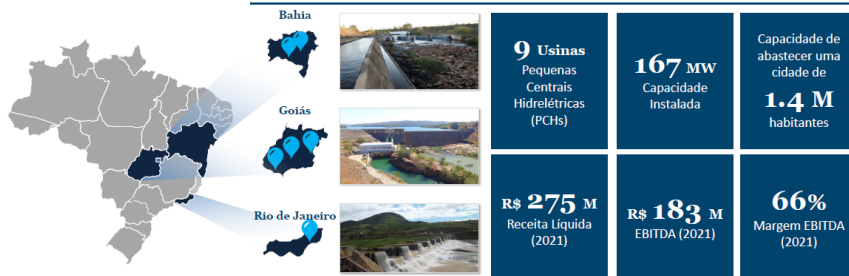 Bahia
Goiás
Rio de Janeiro
9 Usinas
Pequenas
Centrais
Hidrelétricas
(PCHs)
167 MW
Capacidade
Instalada
Capacidade de
abastecer uma
cidade de
1.4 M
habitantes
R$ 275 M
Receita Líquida
(2021)
R$ 183 M
EBITDA (2021)
66%
Margem EBITDA
(2021)